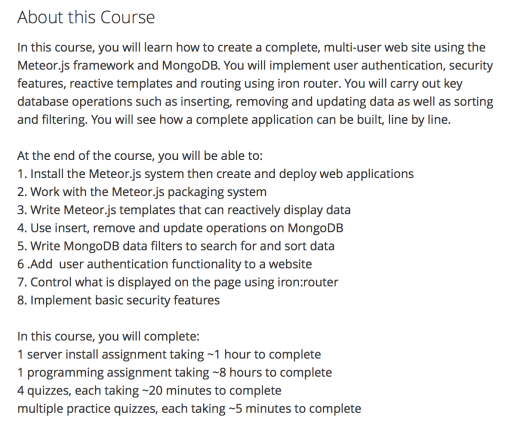 About this Course
In this course, you will learn how to create a complete, multi-user web site using the
Meteor.js framework and MongoDB. You will implement user authentication, security
features, reactive templates and routing using iron router. You will carry out key
database operations such as inserting, removing and updating data as well as sorting
and filtering. You will see how a complete application can be built, line by line.
At the end of the course, you will be able to:
1. Install the Meteor.js system then create and deploy web applications
2. Work with the Meteor.js packaging system
3. Write Meteor.js templates that can reactively display data
4. Use insert, remove and update operations on MongoDB
5. Write MongoDB data filters to search for and sort data
6 .Add  user authentication functionality to a website
7. Control what is displayed on the page using iron:router
8. Implement basic security features
In this course, you will complete:
1 server install assignment taking ~1 hour to complete
1 programming assignment taking ~8 hours to complete
4 quizzes, each taking ~20 minutes to complete
multiple practice quizzes, each taking ~5 minutes to complete